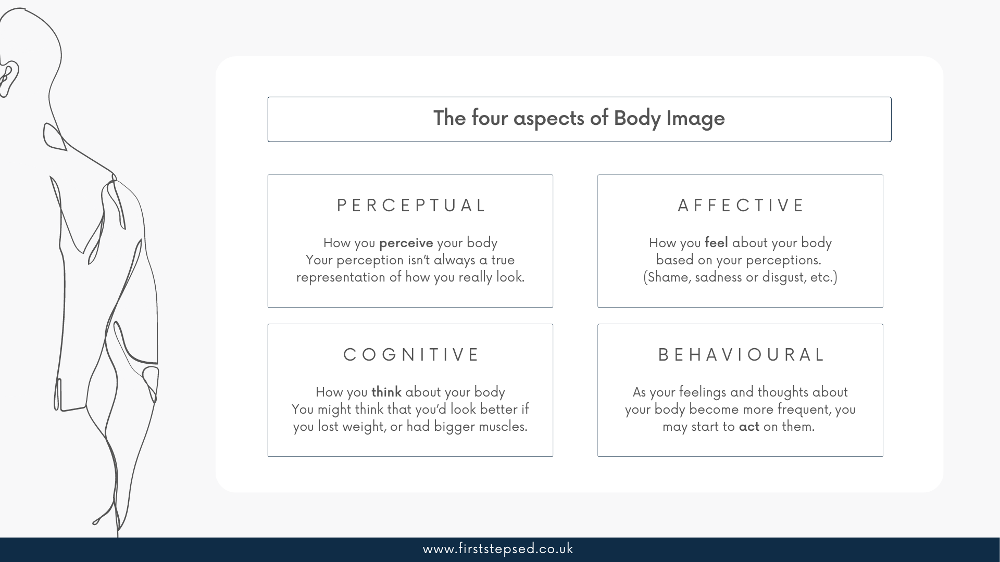 The four aspects of Body Image
PERCEPTUAL
How you perceive your body
Your perception isn’t always a true
representation of how you really look.
AFFECTIVE
How you feel about your body
based on your perceptions.
(Shame, sadness or disgust, etc.)
COGNITIVE
How you think about your body
You might think that you’d look better if
you lost weight, or had bigger muscles.
BEHAVIOURAL
As your feelings and thoughts about
your body become more frequent, you
may start to act on them.
www.firststepsed.co.uk